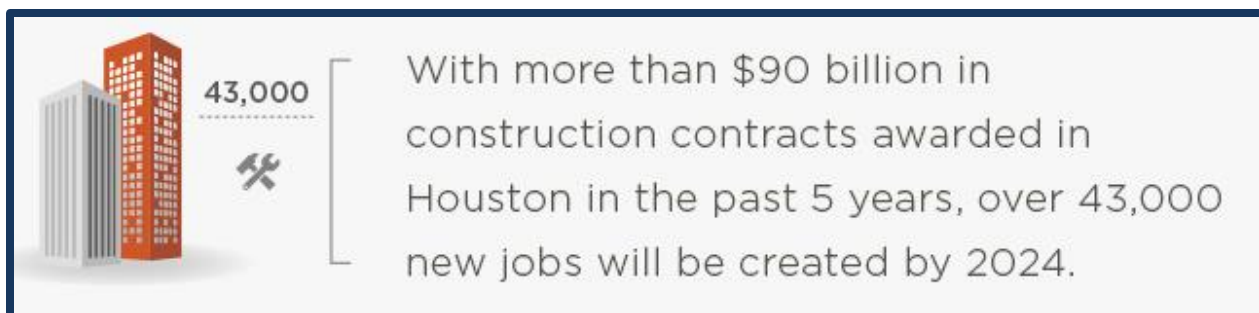 43,000
With more than $90 billion in
construction contracts awarded in
Houston in the past 5 years, over 43,000
new jobs will be created by 2024.